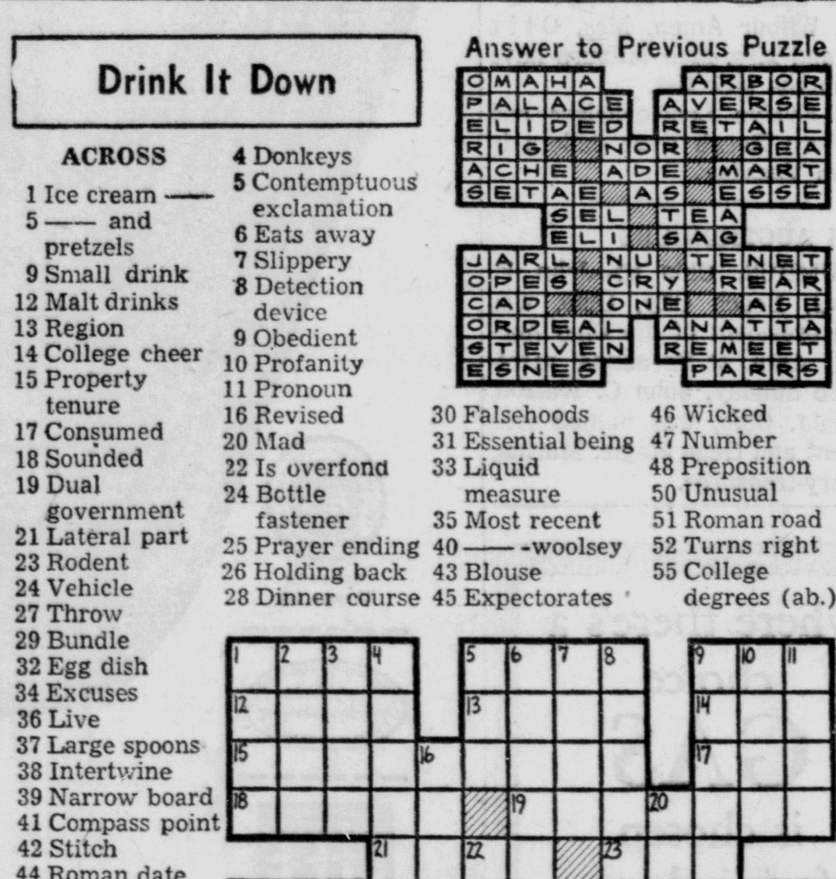 Drink It Down
ACROSS
1 Ice cream ——
5 —— and
pretzels
9 Small drink
12 Malt drinks
13 Region
14 College cheer
15 Property
tenure
17 Consumed
18 Sounded
19 Dual
government
21 Lateral part
23 Rodent
24 Vehicle
27 Throw
29 Bundle
32 Egg dish
34 Excuses
36 Live
37 Large spoons
38 Intertwine
39 Narrow board
41 Compass point
42 Stitch
44 Roman date
4 Donkeys
5 Contemptuous
exclamation
6 Eats away
7 Slippery
8 Detection
device
9 Obedient
10 Profanity
11 Pronoun
16 Revised
20 Mad
22 Is overfond
24 Bottle
fastener
25 Prayer ending
26 Holding back
28 Dinner course
Answer to Previous Puzzle
OMAHA ARBOR
PALACE AVERSE
ELIDED RETAIL
RIG NOR GEA
ACHE ADE MART
SETAE AS ESSE
SEL TEA
ELI SAG
JARL NU TENET
OPES CRY REAR
CAD ONE ASE
ORDEAL ANATTA
STEVEN REMEET
ESNES PARRS
30 Falsehoods
31 Essential being
33 Liquid
measure
35 Most recent
40 —— -woolsey
43 Blouse
45 Expectorates
46 Wicked
47 Number
48 Preposition
50 Unusual
51 Roman road
52 Turns right
55 College
degrees (ab.)
1 2 3 4 5 6 7 8 9 10 11
12 13 14
15 16 17
18 19 20
21 22 23